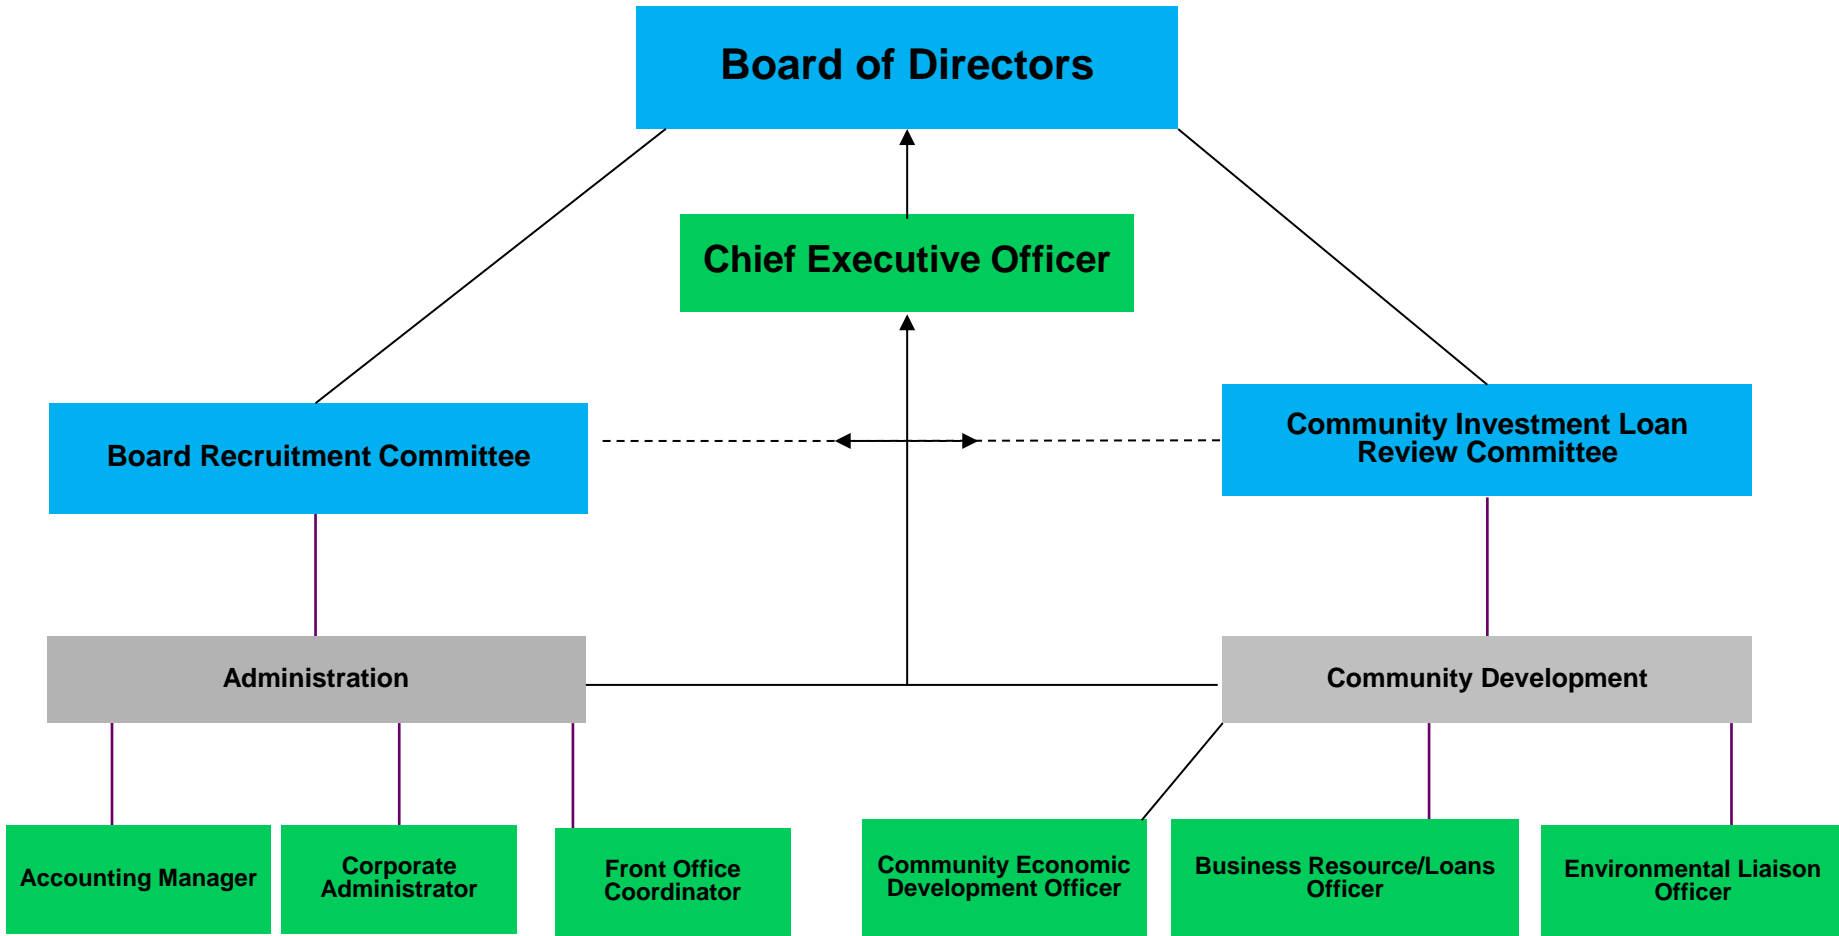 Board of Directors
Chief Executive Officer
Board Recruitment Committee
Community Investment Loan
Review Committee
Administration
Community Development
Accounting Manager
Corporate
Administrator
Front Office
Coordinator
Community Economic
Development Officer
Business Resource/Loans
Officer
Environmental Liaison
Officer